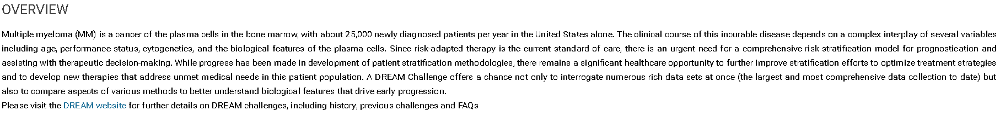 OVERVIEW
Multiple myeloma (MM) is a cancer of the plasma cells in the bone marrow, with about 25,000 newly diagnosed patients per year in the United States alone. The clinical course of this incurable disease depends on a complex interplay of several variables
including age, performance status, cytogenetics, and the biological features of the plasma cells. Since risk-adapted therapy is the current standard of care, there is an urgent need for a comprehensive risk stratification model for prognostication and
assisting with therapeutic decision-making. While progress has been made in development of patient stratification methodologies, there remains a significant healthcare opportunity to further improve stratification efforts to optimize treatment strategies
and to develop new therapies that address unmet medical needs in this patient population. A DREAM Challenge offers a chance not only to interrogate numerous rich data sets at once (the largest and most comprehensive data collection to date) but
also to compare aspects of various methods to better understand biological features that drive early progression.
Please visit the DREAM website for further details on DREAM challenges, including history, previous challenges and FAQs